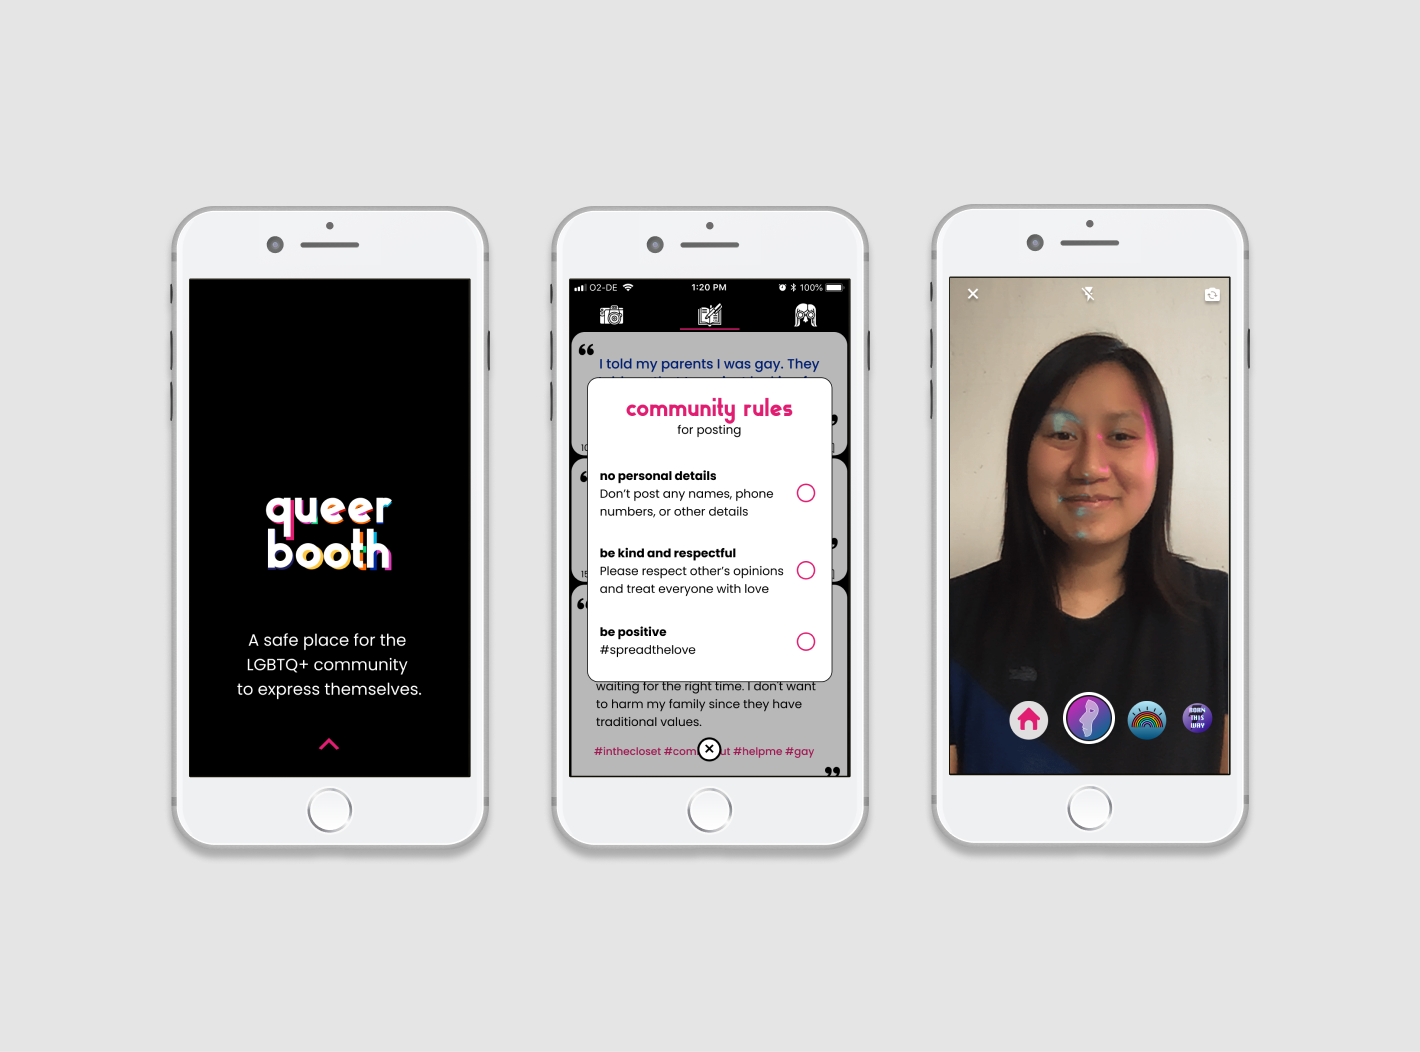 queer
booth
A safe place for the
LGBTQ+ community
to express themselves.
O2-DE
1:20 PM
100%
“
I told my parents I was gay. They
community rules
for posting
no personal details
Don't post any names, phone
numbers, or other details
be kind and respectful
Please respect other's opinions
and treat everyone with love
be positive
#spreadthelove
waiting for the right time. I don't want
to harm my family since they have
traditional values.
#inthecloset #com ut #helpme #gay
”
BORN
THIS
WAY